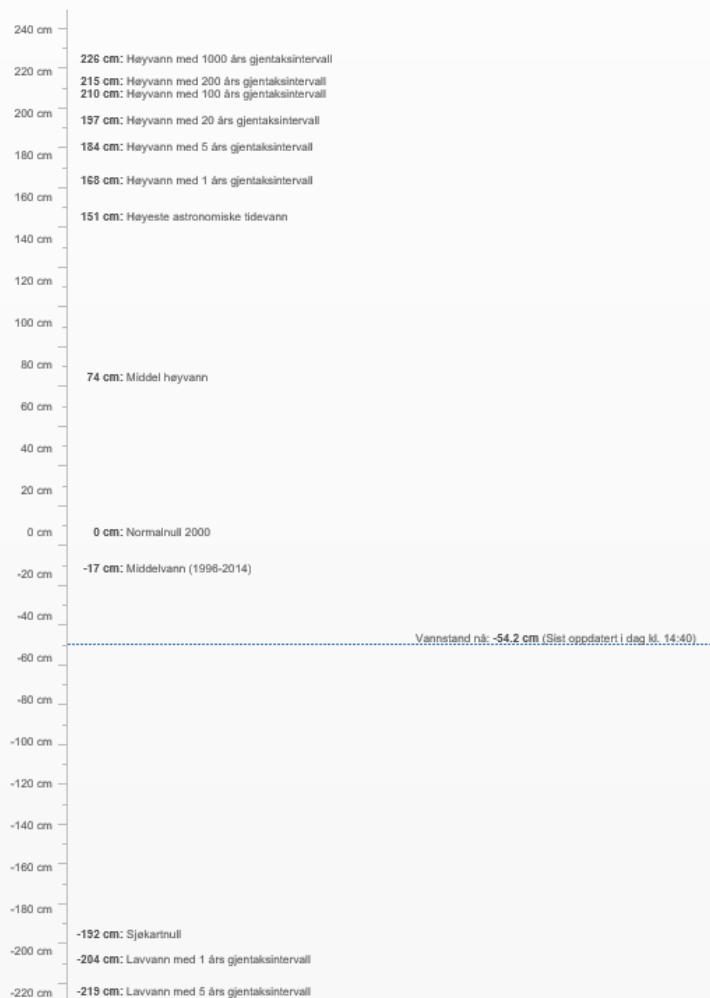 240 cm
226 cm: Høyvann med 1000 års gjentaksintervall
220 cm
215 cm: Høyvann med 200 års gjentaksintervall
210 cm: Høyvann med 100 års gjentaksintervall
200 cm
197 cm: Høyvann med 20 års gjentaksintervall
184 cm: Høyvann med 5 års gjentaksintervall
180 cm
168 cm: Høyvann med 1 års gjentaksintervall
160 cm
151 cm: Høyeste astronomiske tidevann
140 cm
120 cm
100 cm
80 cm
74 cm: Middel høyvann
60 cm
40 cm
20 cm
0 cm
0 cm: Normalnull 2000
-17 cm: Middelvann (1996-2014)
-20 cm
-40 cm
Vannstand nå: -54.2 cm (Sist oppdatert i dag kl. 14:40)
-60 cm
-80 cm
-100 cm
-120 cm
-140 cm
-160 cm
-180 cm
-192 cm: Sjøkartnull
-200 cm
-204 cm: Lavvann med 1 års gjentaksintervall
-220 cm
-219 cm: Lavvann med 5 års gjentaksintervall